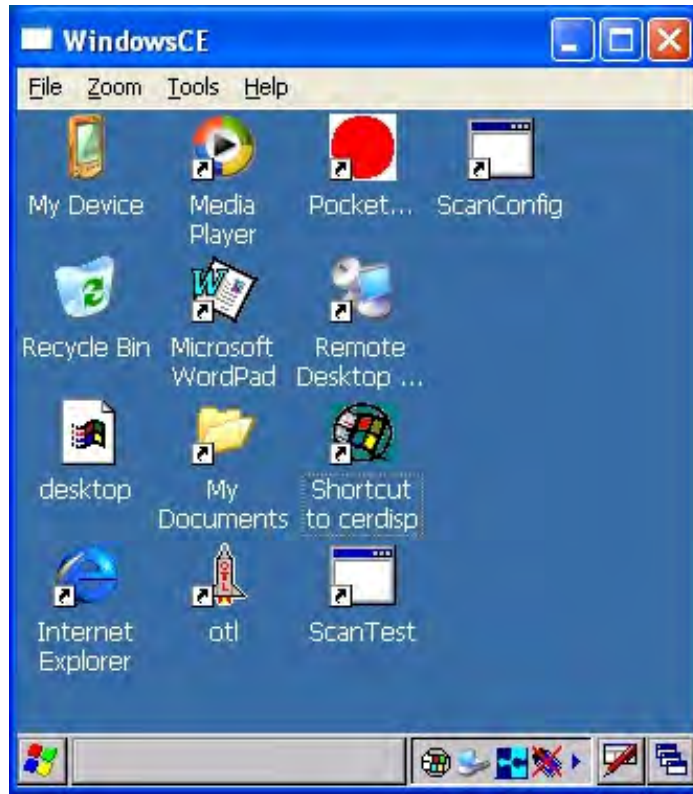 WindowsCE
File Zoom Tools Help
My Device
Media
Player
Pocket...
ScanConfig
Recycle Bin
Microsoft
WordPad
Remote
Desktop ...
desktop
My
Documents
Shortcut
to cerdisp
Internet
Explorer
otl
ScanTest